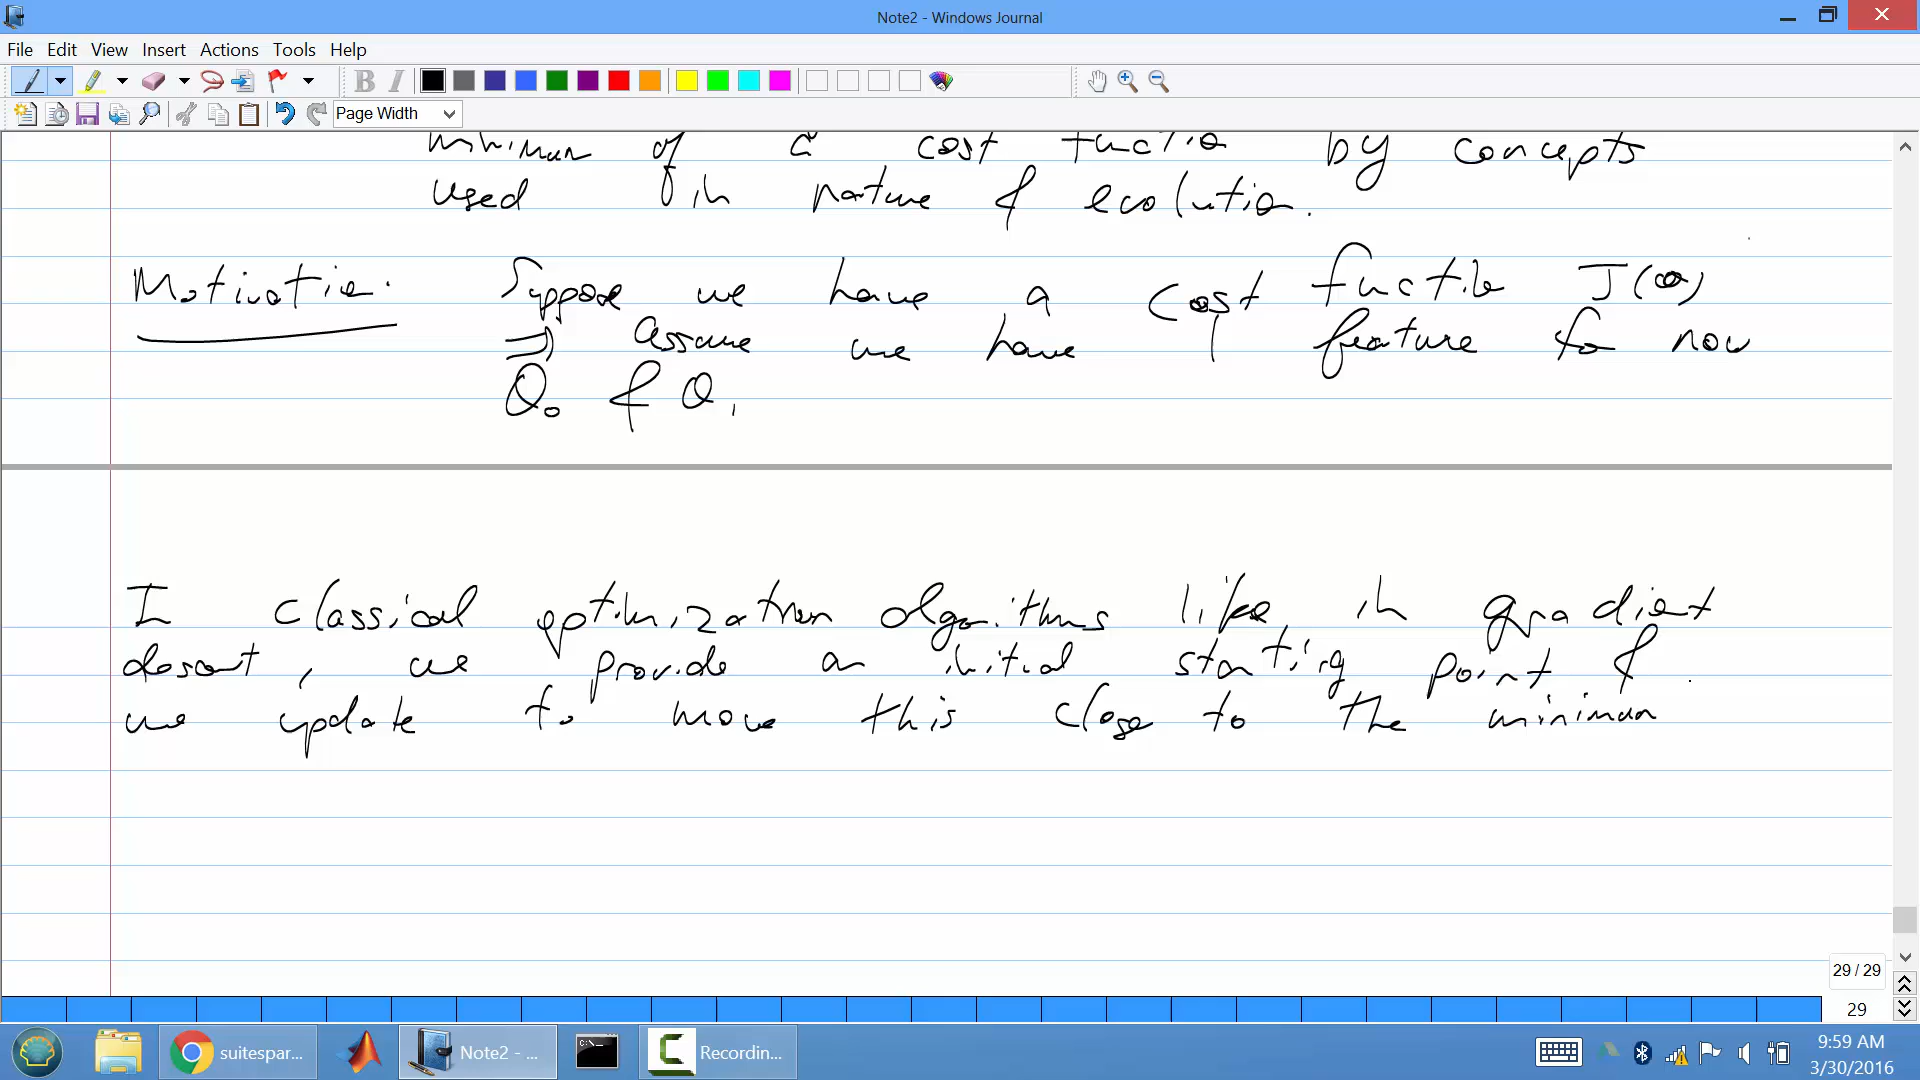 Note2 - Windows Journal
File Edit View Insert Actions Tools Help
B I
Page Width
minimum of a cost function by concepts
used in nature & evolution.
Motivation. Suppose we have a cost function J(θ)
⇒ assume we have 1 feature for now
θ₀ & θ₁
In classical optimization algorithms like in gradient
descent, we provide an initial starting point &
we update to move this close to the minimum
29 / 29
29
suitespar...
Note2 - ...
C:\_
C Recordin...
9:59 AM
3/30/2016